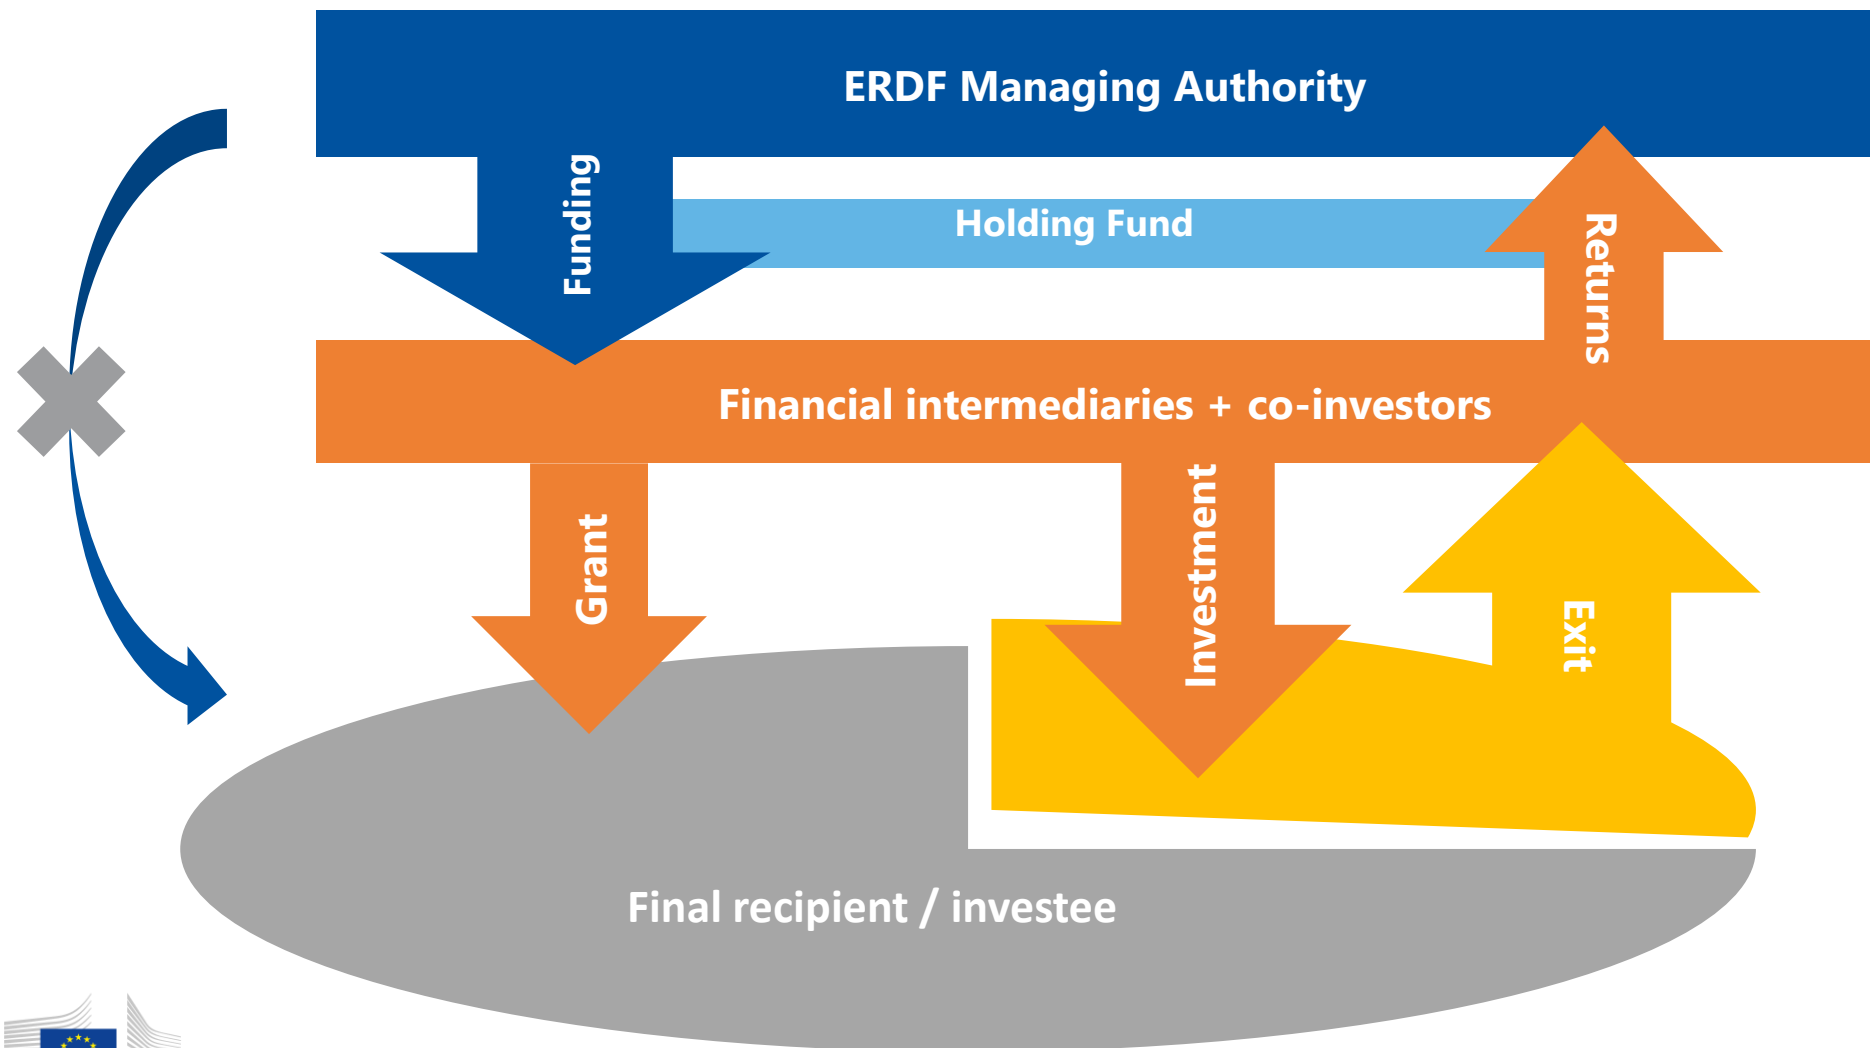 ERDF Managing Authority
Funding
Holding Fund
Returns
Financial intermediaries + co-investors
Grant
Investment
Exit
Final recipient / investee